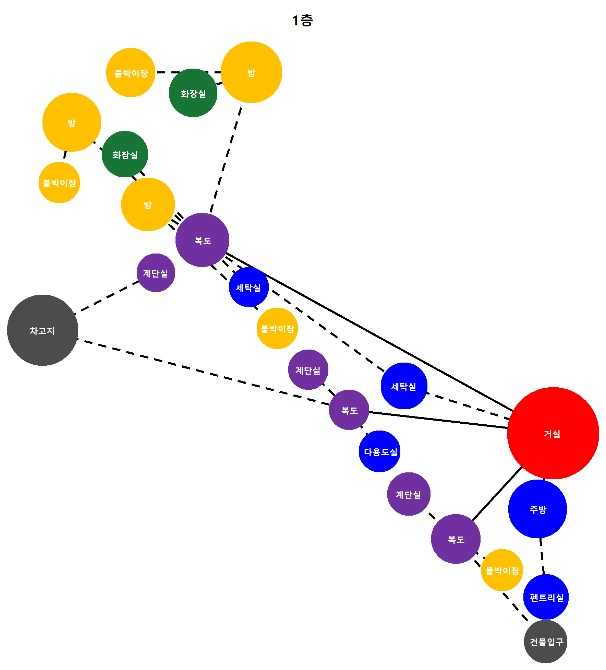 1층
방
붙박이장
화장실
방
화장실
붙박이장
방
복도
계단실
세탁실
차고지
붙박이장
계단실
세탁실
복도
거실
다용도실
계단실
주방
복도
붙박이장
펜트리실
건물입구